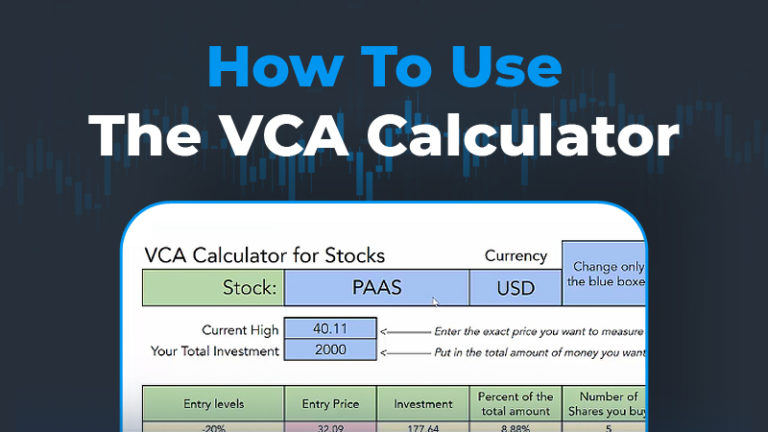 How To Use
The VCA Calculator
VCA Calculator for Stocks
Currency
Change only
the blue boxe
Stock:
PAAS
USD
Current High
40.11
<——— Enter the exact price you want to measure
Your Total Investment
2000
<——— Put in the total amount of money you want
Entry levels
Entry Price
Investment
Percent of the
total amount
Number of
Shares you buy
-20%
32.09
177.64
8.88%
5